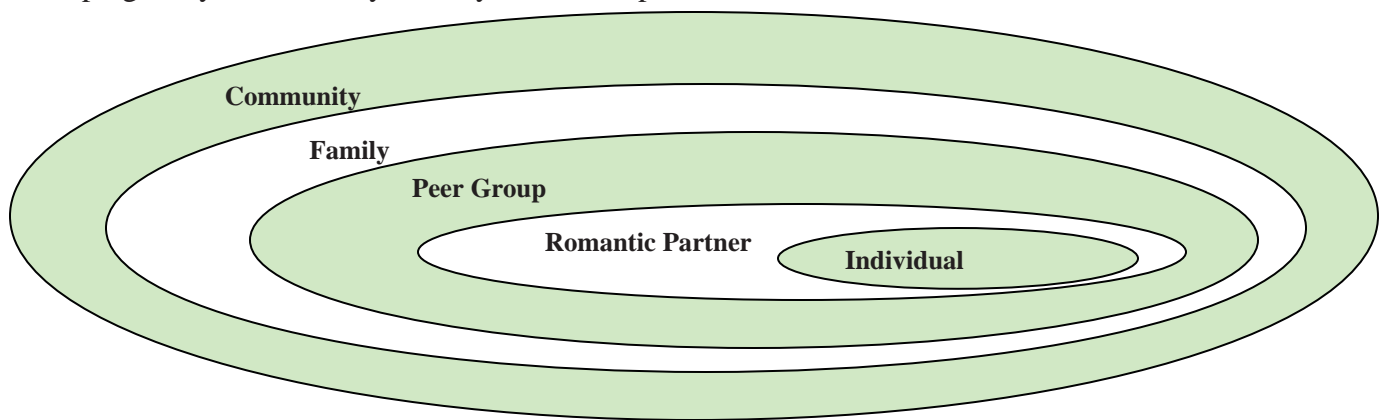 Community
Family
Peer Group
Romantic Partner
Individual